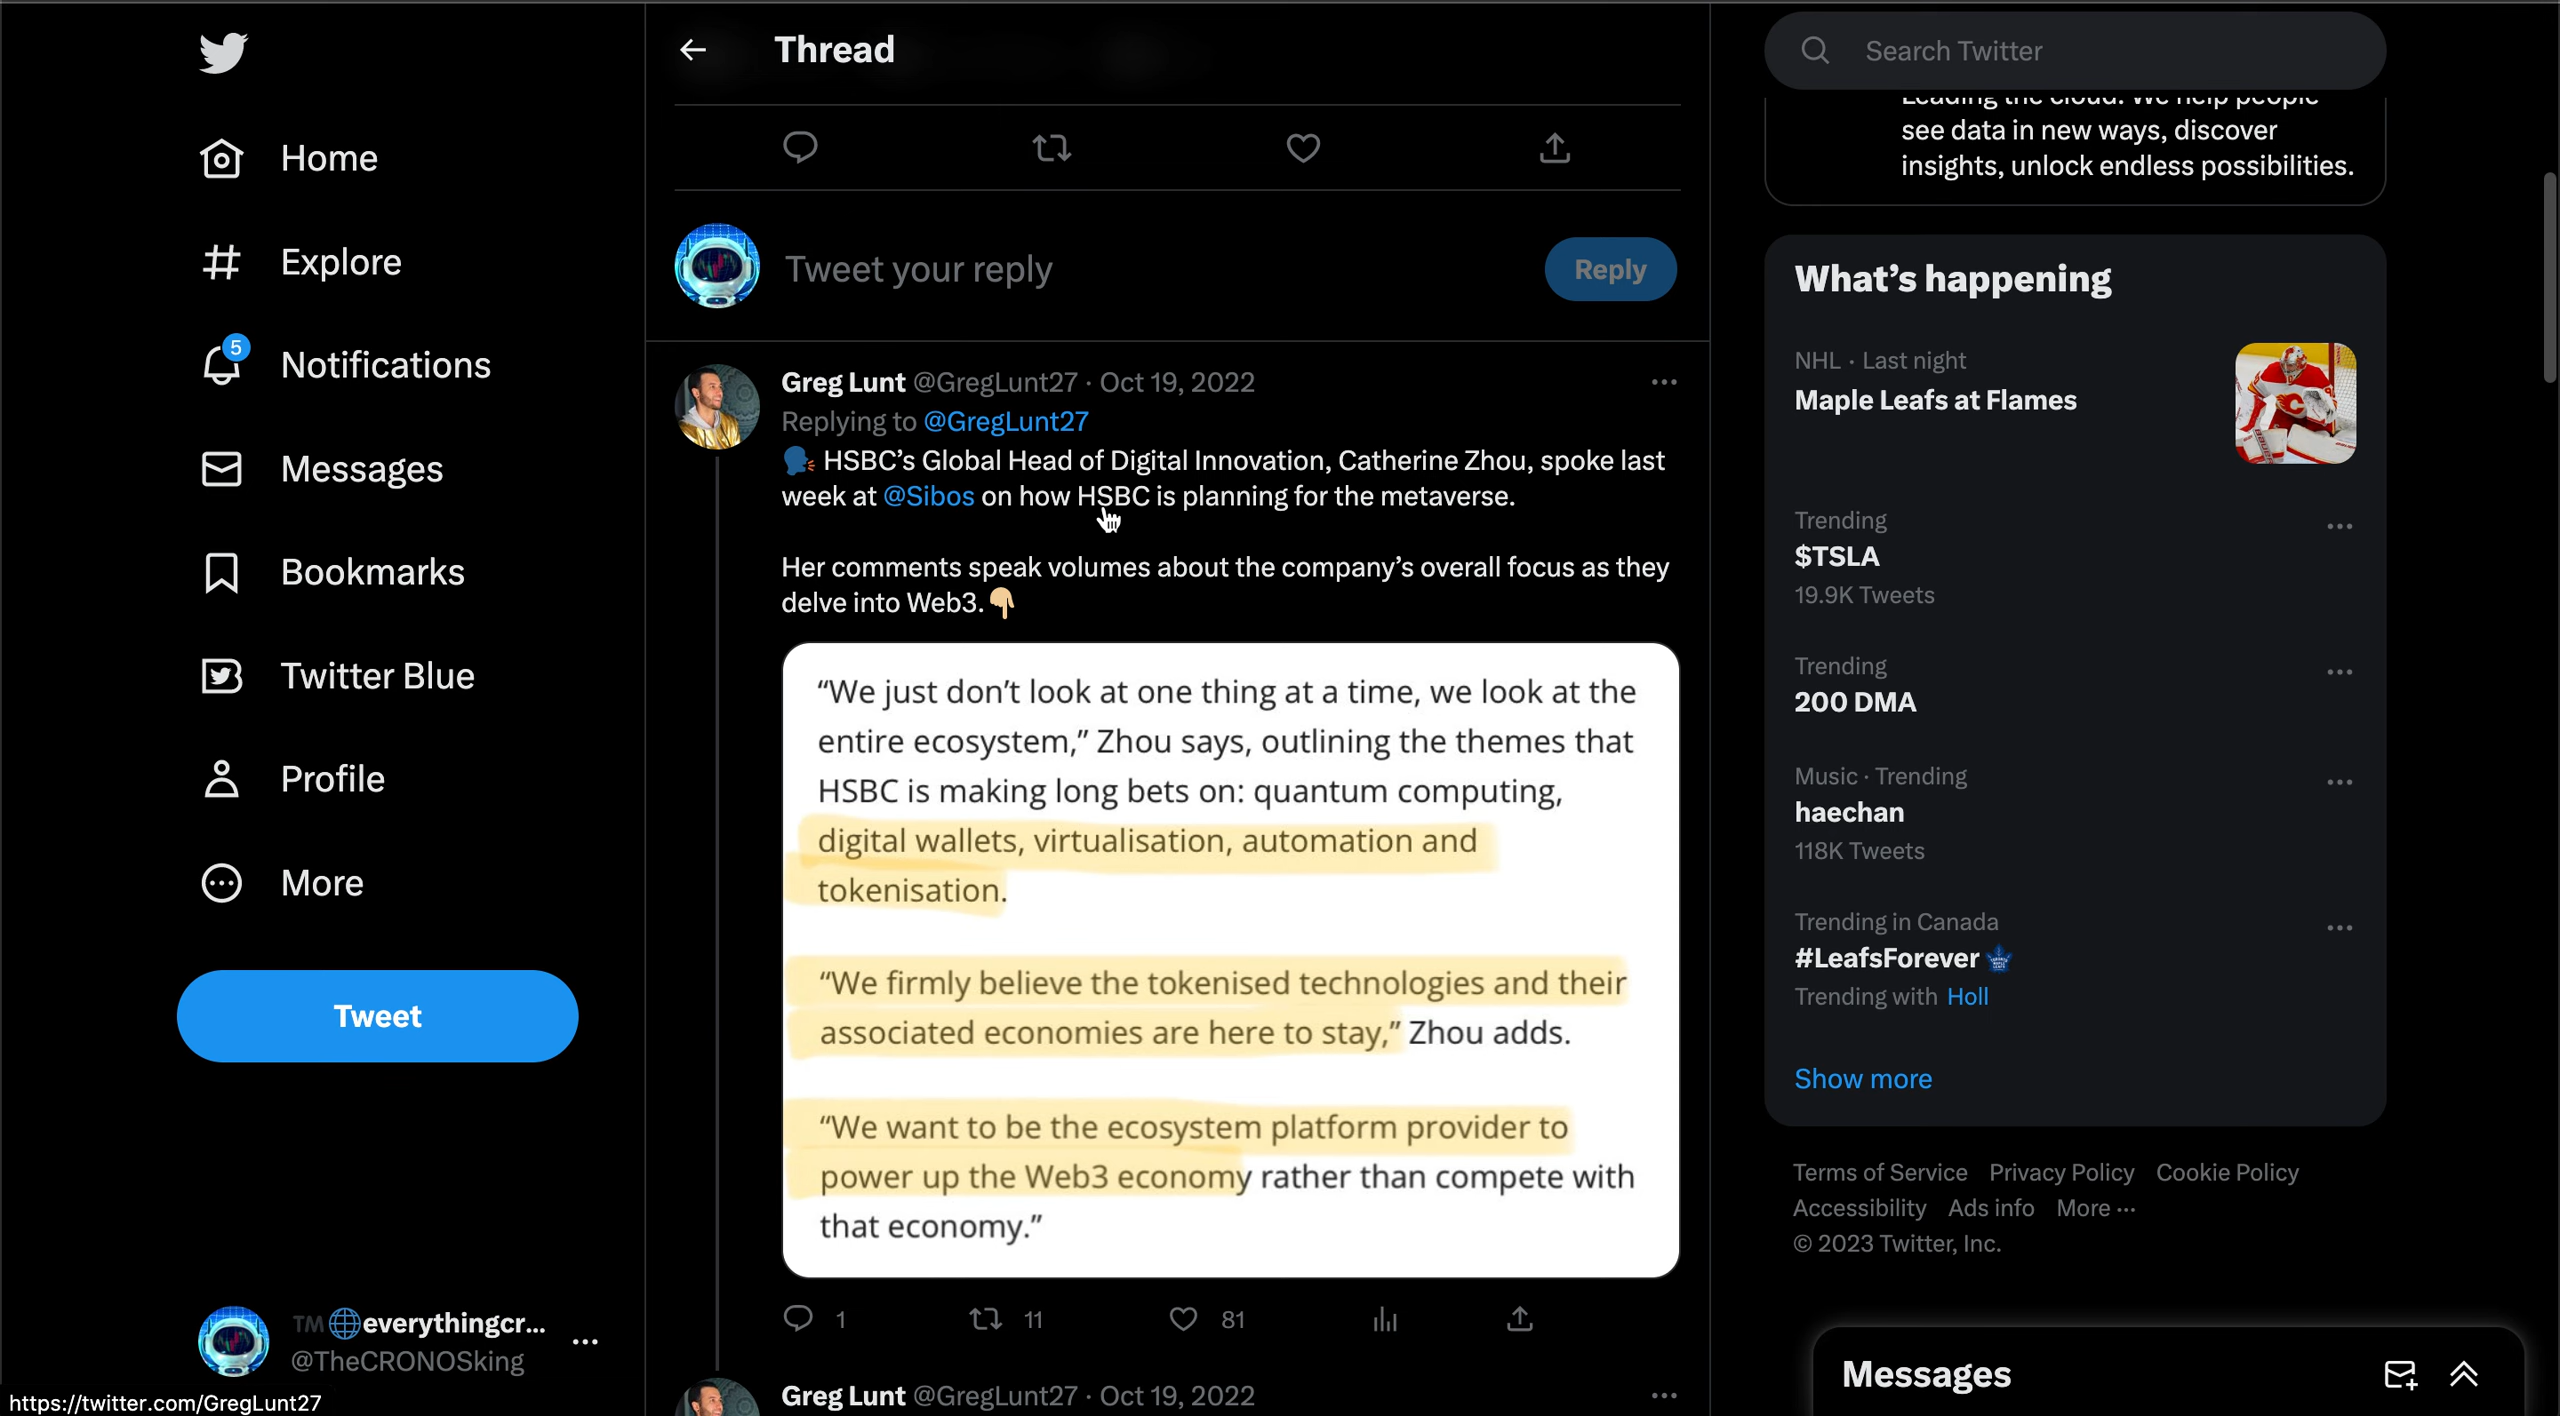 Home
Explore
5
Notifications
Messages
Bookmarks
Twitter Blue
Profile
More
Tweet
TM🌐everythingcr...
@TheCRONOSking
https://twitter.com/GregLunt27
Thread
Tweet your reply
Reply
Greg Lunt @GregLunt27 · Oct 19, 2022
Replying to @GregLunt27
🗣️ HSBC’s Global Head of Digital Innovation, Catherine Zhou, spoke last
week at @Sibos on how HSBC is planning for the metaverse.
Her comments speak volumes about the company’s overall focus as they
delve into Web3.👇🏼
“We just don’t look at one thing at a time, we look at the
entire ecosystem,” Zhou says, outlining the themes that
HSBC is making long bets on: quantum computing,
digital wallets, virtualisation, automation and
tokenisation.
“We firmly believe the tokenised technologies and their
associated economies are here to stay,” Zhou adds.
“We want to be the ecosystem platform provider to
power up the Web3 economy rather than compete with
that economy.”
1
11
81
Greg Lunt @GregLunt27 · Oct 19, 2022
Search Twitter
Leading the cloud. We help people
see data in new ways, discover
insights, unlock endless possibilities.
What’s happening
NHL · Last night
Maple Leafs at Flames
Trending
$TSLA
19.9K Tweets
Trending
200 DMA
Music · Trending
haechan
118K Tweets
Trending in Canada
#LeafsForever
Trending with Holl
Show more
Terms of Service Privacy Policy Cookie Policy
Accessibility Ads info More ···
© 2023 Twitter, Inc.
Messages